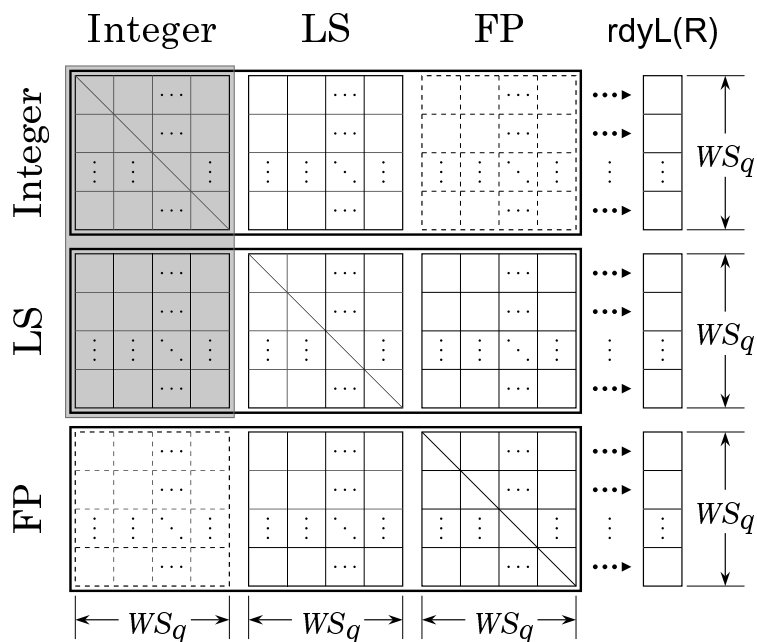 Integer LS FP rdyL(R)
Integer
WSq
LS
WSq
FP
WSq
WSq WSq WSq